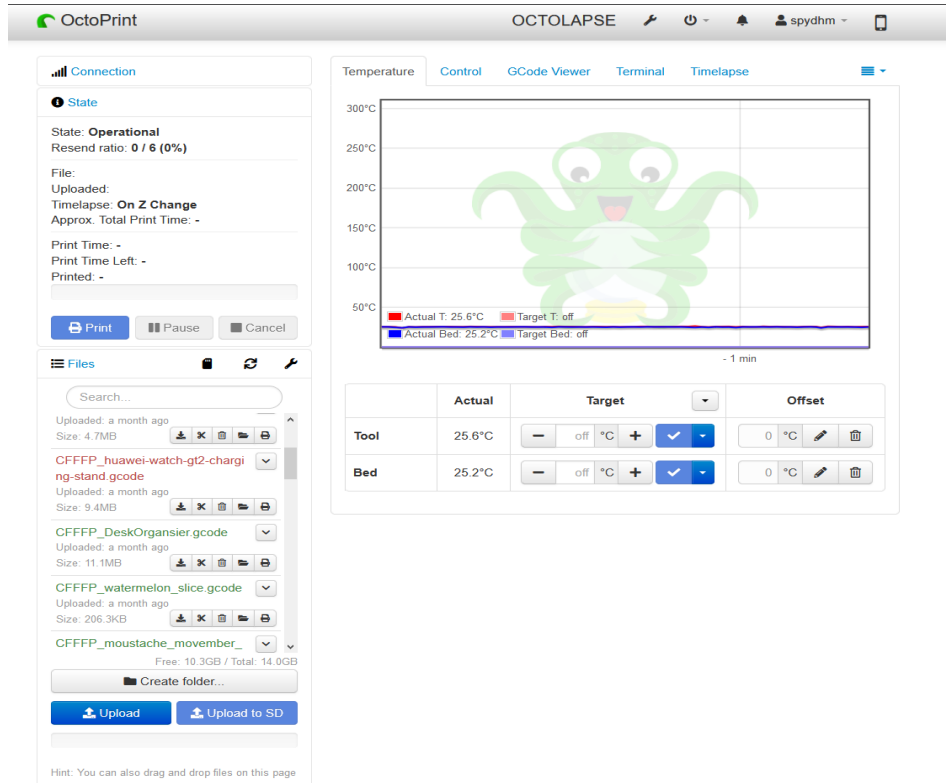 OctoPrint
OCTOLAPSE
spydhm
Connection
State
State: Operational
Resend ratio: 0 / 6 (0%)
File:
Uploaded:
Timelapse: On Z Change
Approx. Total Print Time: -
Print Time: -
Print Time Left: -
Printed: -
Print
Pause
Cancel
Files
Search...
Uploaded: a month ago
Size: 4.7MB
CFFFP_huawei-watch-gt2-chargi
ng-stand.gcode
Uploaded: a month ago
Size: 9.4MB
CFFFP_DeskOrgansier.gcode
Uploaded: a month ago
Size: 11.1MB
CFFFP_watermelon_slice.gcode
Uploaded: a month ago
Size: 206.3KB
CFFFP_moustache_movember_
Free: 10.3GB / Total: 14.0GB
Create folder...
Upload
Upload to SD
Hint: You can also drag and drop files on this page
Temperature
Control
GCode Viewer
Terminal
Timelapse
300°C
250°C
200°C
150°C
100°C
50°C
Actual T: 25.6°C
Target T: off
Actual Bed: 25.2°C
Target Bed: off
- 1 min
Actual
Target
Offset
Tool
25.6°C
off °C
0 °C
Bed
25.2°C
off °C
0 °C